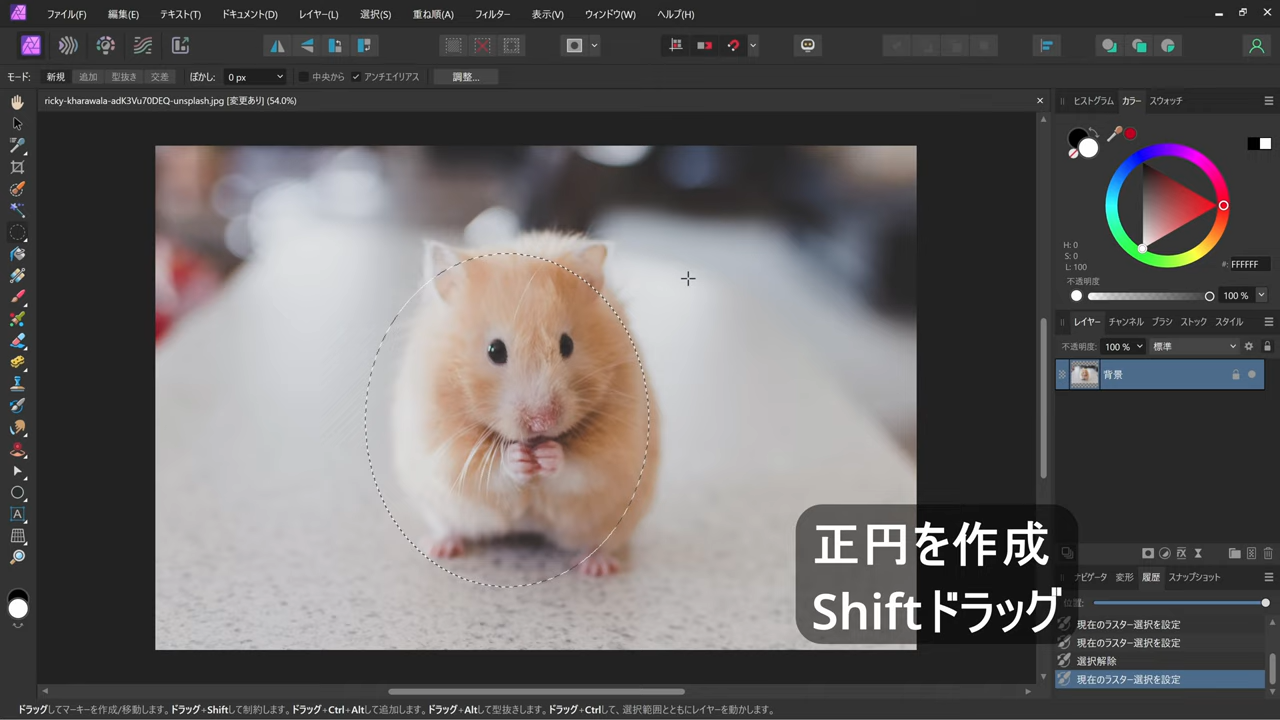 ファイル(F) 編集(E) テキスト(T) ドキュメント(D) レイヤー(L) 選択(S) 重ね順(A) フィルター 表示(V) ウィンドウ(W) ヘルプ(H)
モード: 新規 追加 型抜き 交差 ぼかし: 0 px 中央から アンチエイリアス 調整...
ricky-kharawala-adK3Vu70DEQ-unsplash.jpg [変更あり] (54.0%)
ヒストグラム カラー スウォッチ
H: 0
S: 0
L: 100
#: FFFFFF
不透明度
100 %
レイヤー チャンネル ブラシ ストック スタイル
不透明度: 100 % 標準
背景
正円を作成
Shiftドラッグ
ナビゲータ 変形 履歴 スナップショット
位置:
現在のラスター選択を設定
現在のラスター選択を設定
選択解除
現在のラスター選択を設定
ドラッグしてマーキーを作成/移動します。ドラッグ+Shiftして制約します。ドラッグ+Ctrl+Altして追加します。ドラッグ+Altして型抜きします。ドラッグ+Ctrlして、選択範囲とともにレイヤーを動かします。